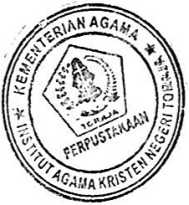 KEMENTERIAN AGAMA
TORAJA
PERPUSTAKAAN
INSTITUT AGAMA KRISTEN NEGERI